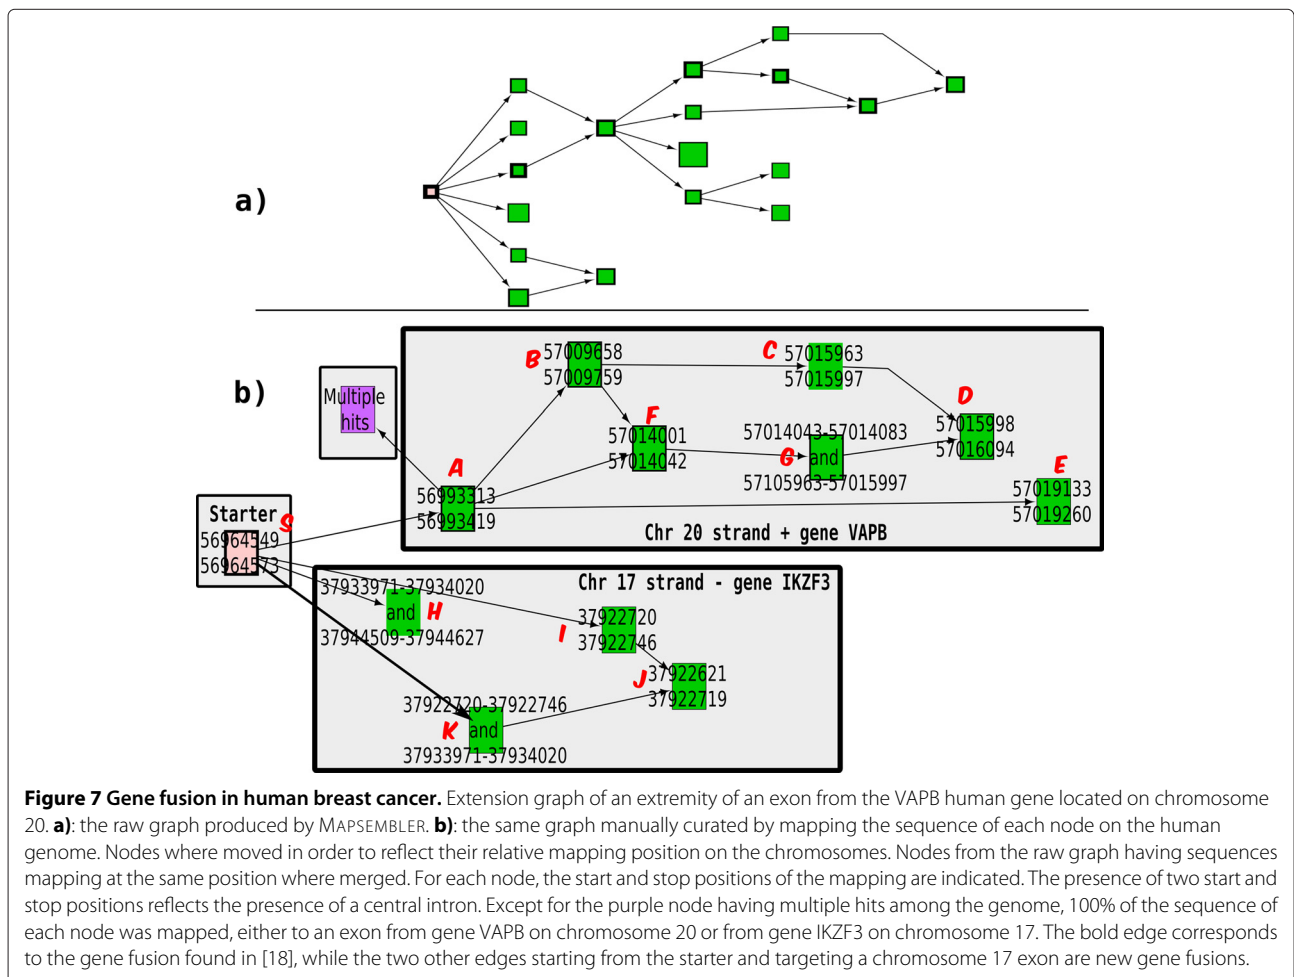 a)
b)
B
57009658
57009759
C
57015963
57015997
Multiple
hits
F
57014001
57014042
57014043-57014083
G
and
57105963-57015997
D
57015998
57016094
A
56993313
56993419
E
57019133
57019260
Starter
S
56964549
56964573
Chr 20 strand + gene VAPB
Chr 17 strand - gene IKZF3
37933971-37934020
and
H
37944509-37944627
I
37922720
37922746
J
37922621
37922719
37922720-37922746
K
and
37933971-37934020
Figure 7 Gene fusion in human breast cancer. Extension graph of an extremity of an exon from the VAPB human gene located on chromosome
20. a): the raw graph produced by MAPSEMBLER. b): the same graph manually curated by mapping the sequence of each node on the human
genome. Nodes where moved in order to reflect their relative mapping position on the chromosomes. Nodes from the raw graph having sequences
mapping at the same position where merged. For each node, the start and stop positions of the mapping are indicated. The presence of two start and
stop positions reflects the presence of a central intron. Except for the purple node having multiple hits among the genome, 100% of the sequence of
each node was mapped, either to an exon from gene VAPB on chromosome 20 or from gene IKZF3 on chromosome 17. The bold edge corresponds
to the gene fusion found in [18], while the two other edges starting from the starter and targeting a chromosome 17 exon are new gene fusions.